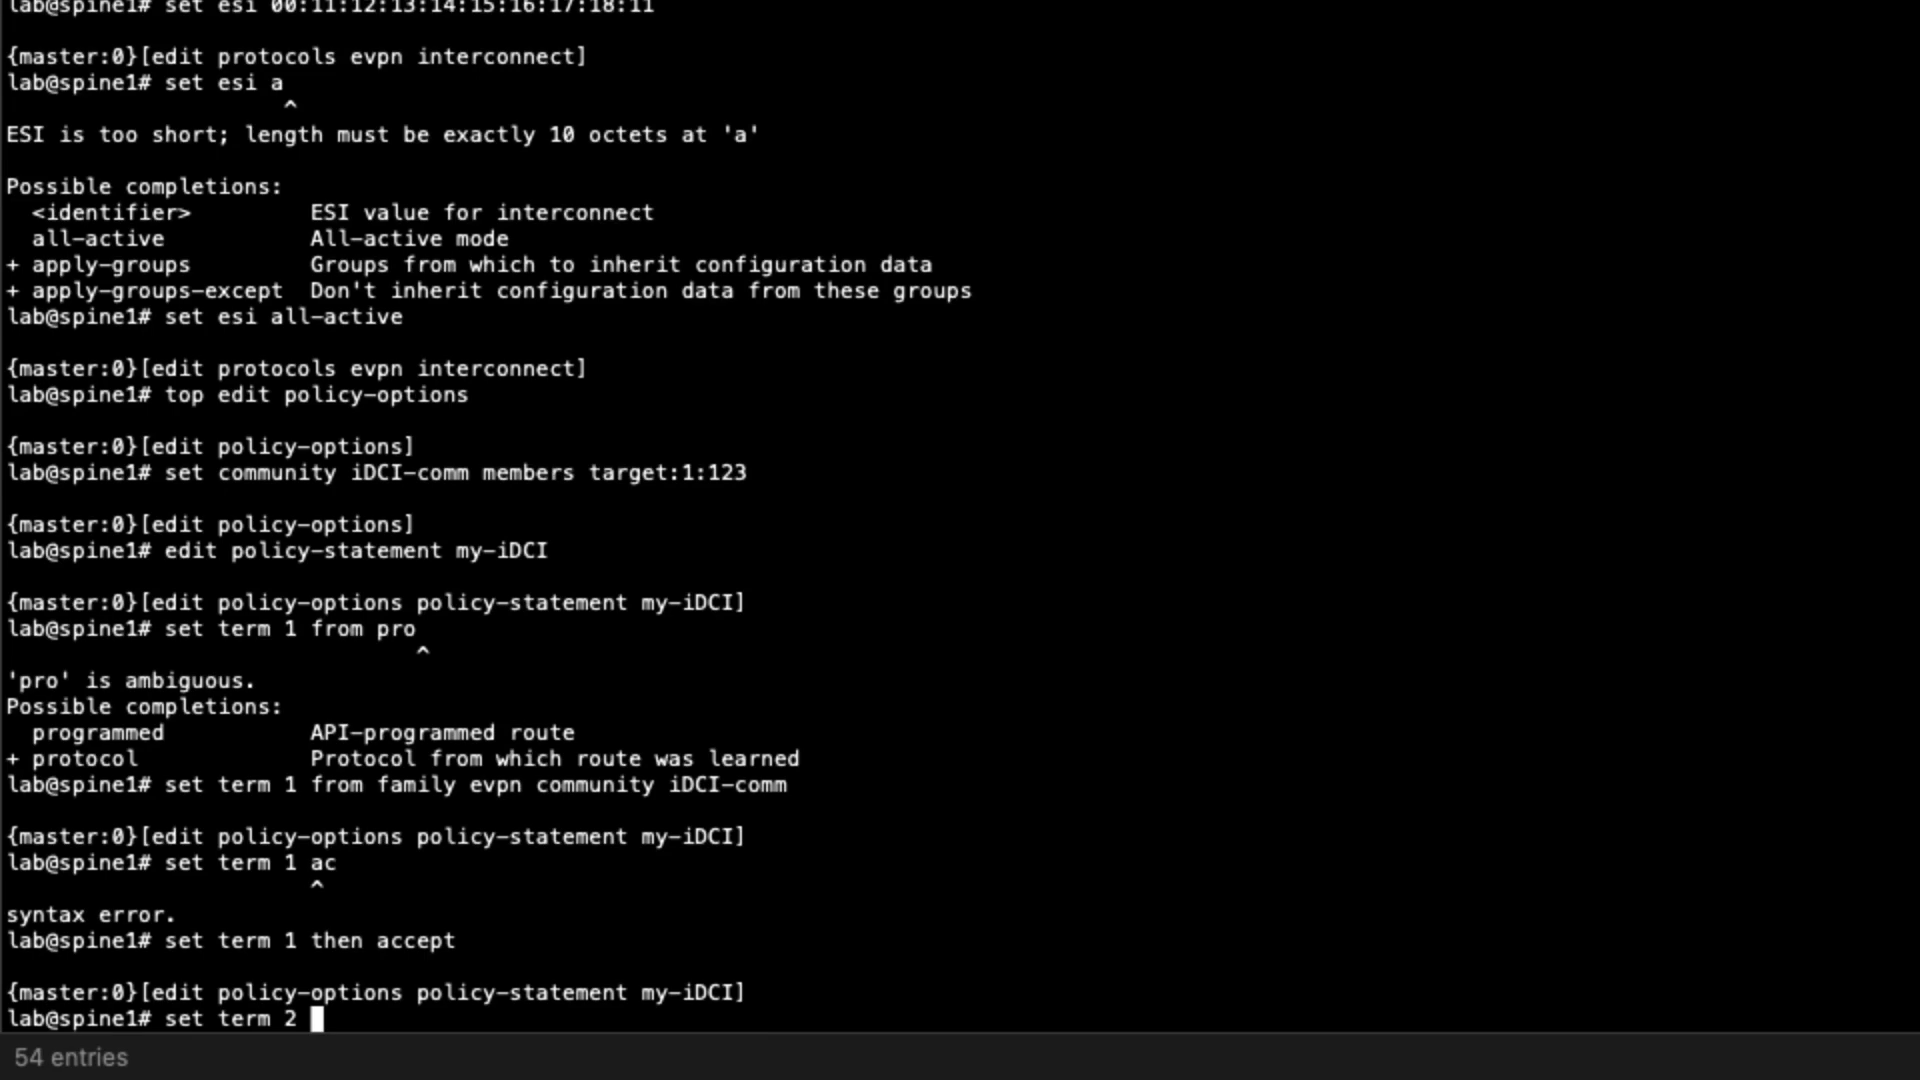 lab@spine1# set esi 00:11:12:13:14:15:16:17:18:11
{master:0}[edit protocols evpn interconnect]
lab@spine1# set esi a
^
ESI is too short; length must be exactly 10 octets at 'a'
Possible completions:
<identifier> ESI value for interconnect
all-active All-active mode
+ apply-groups Groups from which to inherit configuration data
+ apply-groups-except Don't inherit configuration data from these groups
lab@spine1# set esi all-active
{master:0}[edit protocols evpn interconnect]
lab@spine1# top edit policy-options
{master:0}[edit policy-options]
lab@spine1# set community iDCI-comm members target:1:123
{master:0}[edit policy-options]
lab@spine1# edit policy-statement my-iDCI
{master:0}[edit policy-options policy-statement my-iDCI]
lab@spine1# set term 1 from pro
^
'pro' is ambiguous.
Possible completions:
programmed API-programmed route
+ protocol Protocol from which route was learned
lab@spine1# set term 1 from family evpn community iDCI-comm
{master:0}[edit policy-options policy-statement my-iDCI]
lab@spine1# set term 1 ac
^
syntax error.
lab@spine1# set term 1 then accept
{master:0}[edit policy-options policy-statement my-iDCI]
lab@spine1# set term 2
54 entries